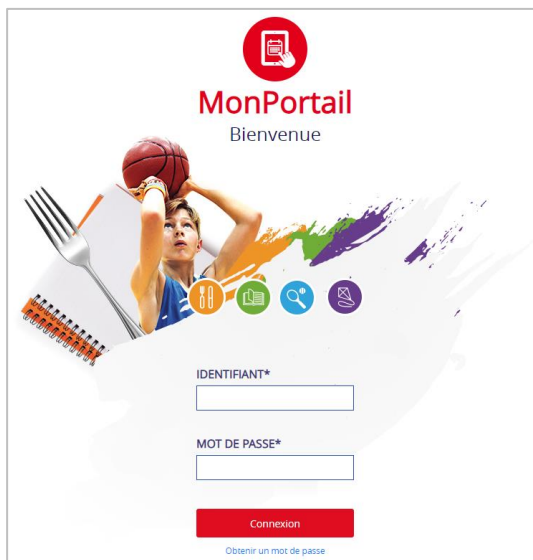 MonPortail
Bienvenue
IDENTIFIANT*
MOT DE PASSE*
Connexion
Obtenir un mot de passe